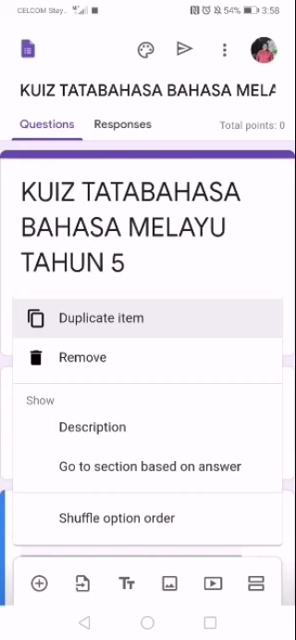 CELCOM Stay.. 54% 3:58
KUIZ TATABAHASA BAHASA MELA
Questions Responses Total points: 0
KUIZ TATABAHASA
BAHASA MELAYU
TAHUN 5
Duplicate item
Remove
Show
Description
Go to section based on answer
Shuffle option order
Tт